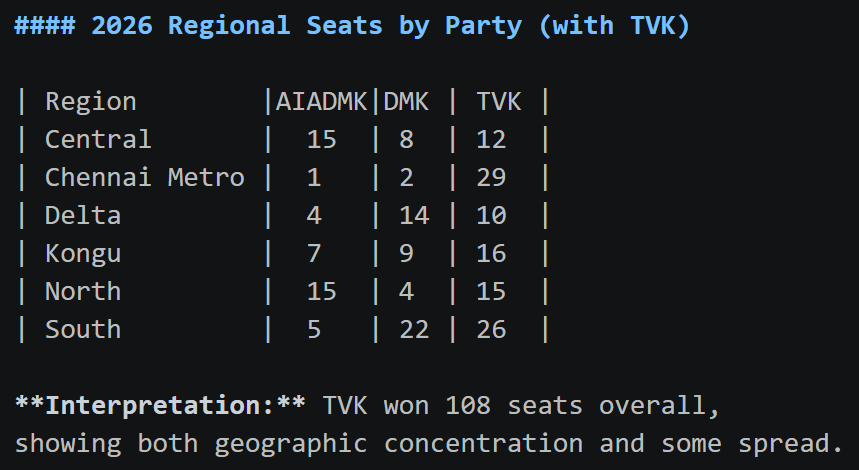 #### 2026 Regional Seats by Party (with TVK)
| Region |AIADMK|DMK | TVK |
| Central | 15 | 8 | 12 |
| Chennai Metro | 1 | 2 | 29 |
| Delta | 4 | 14 | 10 |
| Kongu | 7 | 9 | 16 |
| North | 15 | 4 | 15 |
| South | 5 | 22 | 26 |
**Interpretation:** TVK won 108 seats overall,
showing both geographic concentration and some spread.